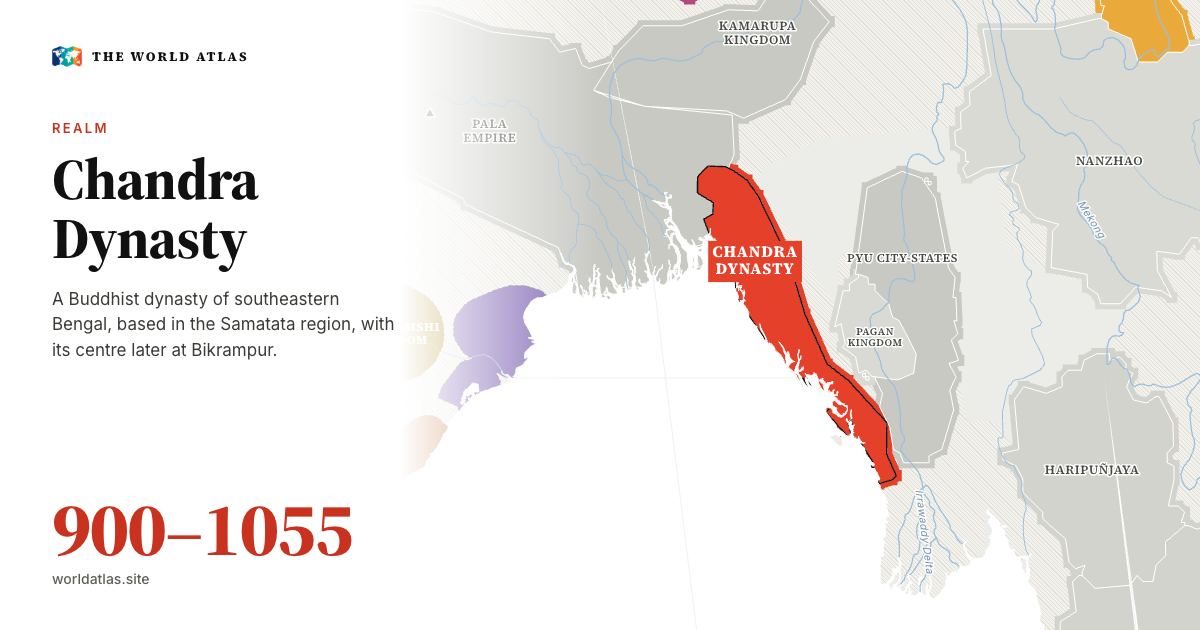 THE WORLD ATLAS
REALM
Chandra
Dynasty
A Buddhist dynasty of southeastern
Bengal, based in the Samatata region, with
its centre later at Bikrampur.
900–1055
worldatlas.site
KAMARUPA
KINGDOM
PALA
EMPIRE
NANZHAO
Mekong
CHANDRA
DYNASTY
PYU CITY-STATES
PAGAN
KINGDOM
HARIPUÑJAYA
Irrawaddy Delta